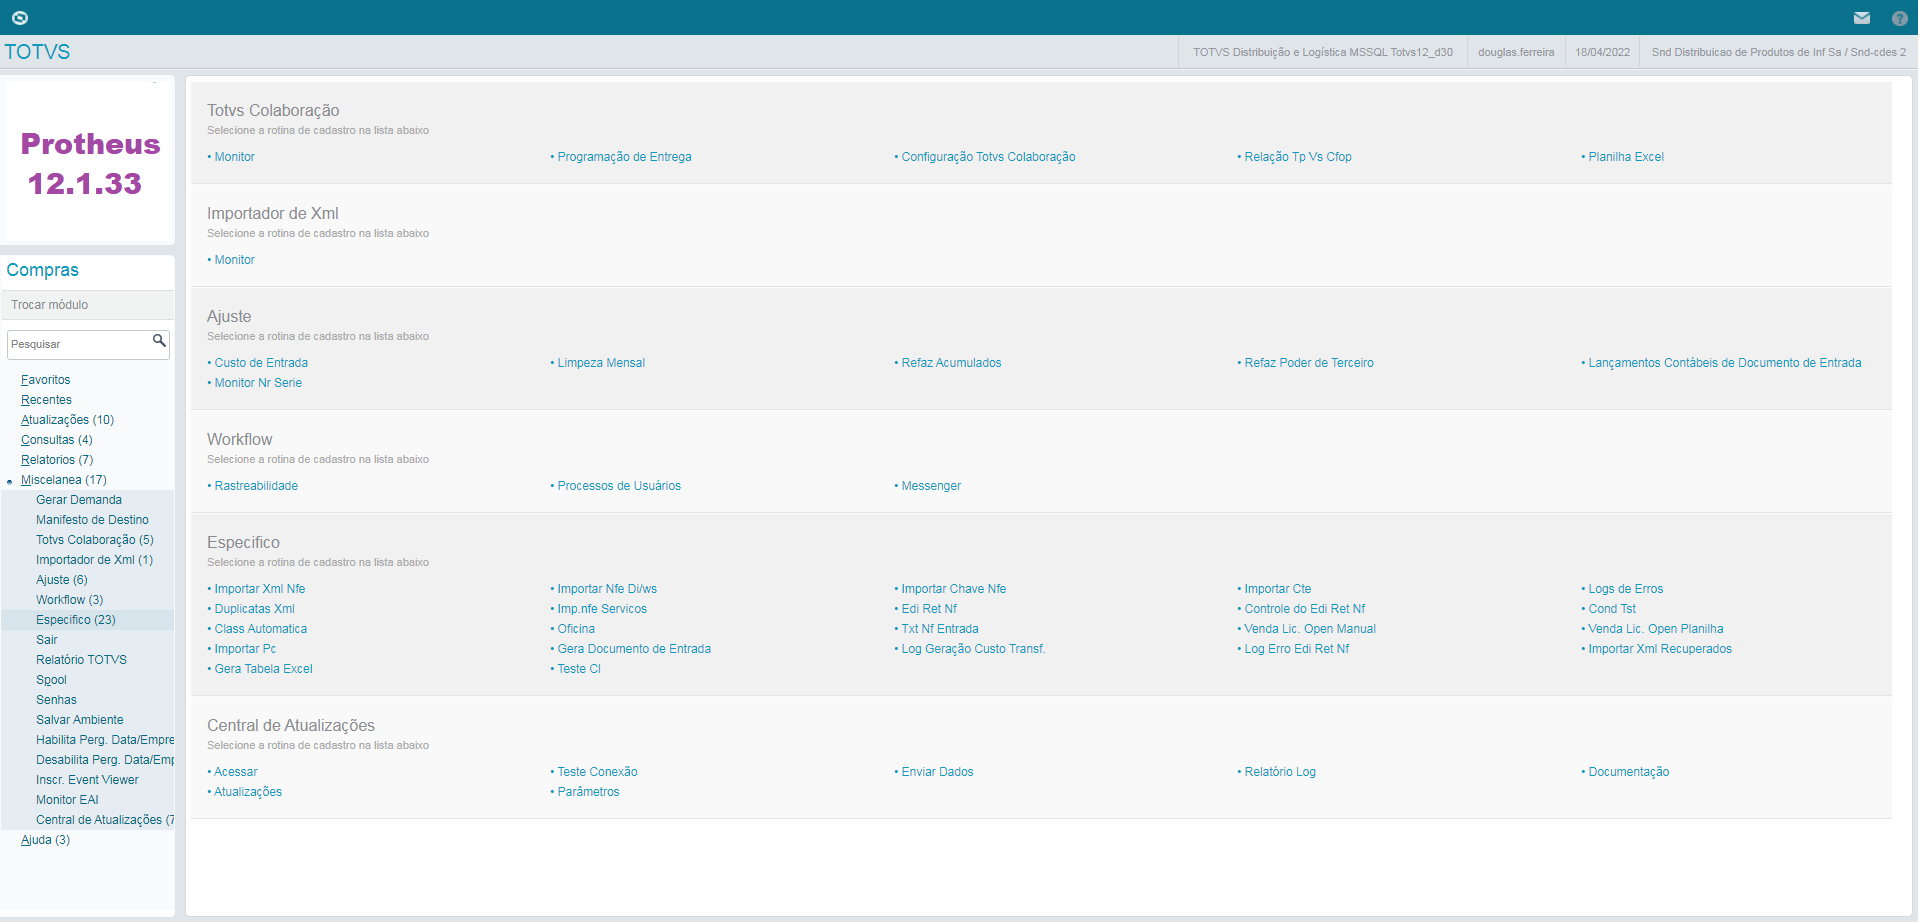 TOTVS
TOTVS Distribuição e Logística MSSQL Totvs12_d30
douglas.ferreira
18/04/2022
Snd Distribuicao de Produtos de Inf Sa / Snd-cdes 2
Protheus
12.1.33
Compras
Trocar módulo
Pesquisar
Favoritos
Recentes
Atualizações (10)
Consultas (4)
Relatorios (7)
Miscelanea (17)
Gerar Demanda
Manifesto de Destino
Totvs Colaboração (5)
Importador de Xml (1)
Ajuste (6)
Workflow (3)
Especifico (23)
Sair
Relatório TOTVS
Spool
Senhas
Salvar Ambiente
Habilita Perg. Data/Empre
Desabilita Perg. Data/Emp
Inscr. Event Viewer
Monitor EAI
Central de Atualizações (7
Ajuda (3)
Totvs Colaboração
Selecione a rotina de cadastro na lista abaixo
• Monitor • Programação de Entrega • Configuração Totvs Colaboração • Relação Tp Vs Cfop • Planilha Excel
Importador de Xml
Selecione a rotina de cadastro na lista abaixo
• Monitor
Ajuste
Selecione a rotina de cadastro na lista abaixo
• Custo de Entrada • Limpeza Mensal • Refaz Acumulados • Refaz Poder de Terceiro • Lançamentos Contábeis de Documento de Entrada
• Monitor Nr Serie
Workflow
Selecione a rotina de cadastro na lista abaixo
• Rastreabilidade • Processos de Usuários • Messenger
Especifico
Selecione a rotina de cadastro na lista abaixo
• Importar Xml Nfe • Importar Nfe Di/ws • Importar Chave Nfe • Importar Cte • Logs de Erros
• Duplicatas Xml • Imp.nfe Servicos • Edi Ret Nf • Controle do Edi Ret Nf • Cond Tst
• Class Automatica • Oficina • Txt Nf Entrada • Venda Lic. Open Manual • Venda Lic. Open Planilha
• Importar Pc • Gera Documento de Entrada • Log Geração Custo Transf. • Log Erro Edi Ret Nf • Importar Xml Recuperados
• Gera Tabela Excel • Teste Cl
Central de Atualizações
Selecione a rotina de cadastro na lista abaixo
• Acessar • Teste Conexão • Enviar Dados • Relatório Log • Documentação
• Atualizações • Parâmetros